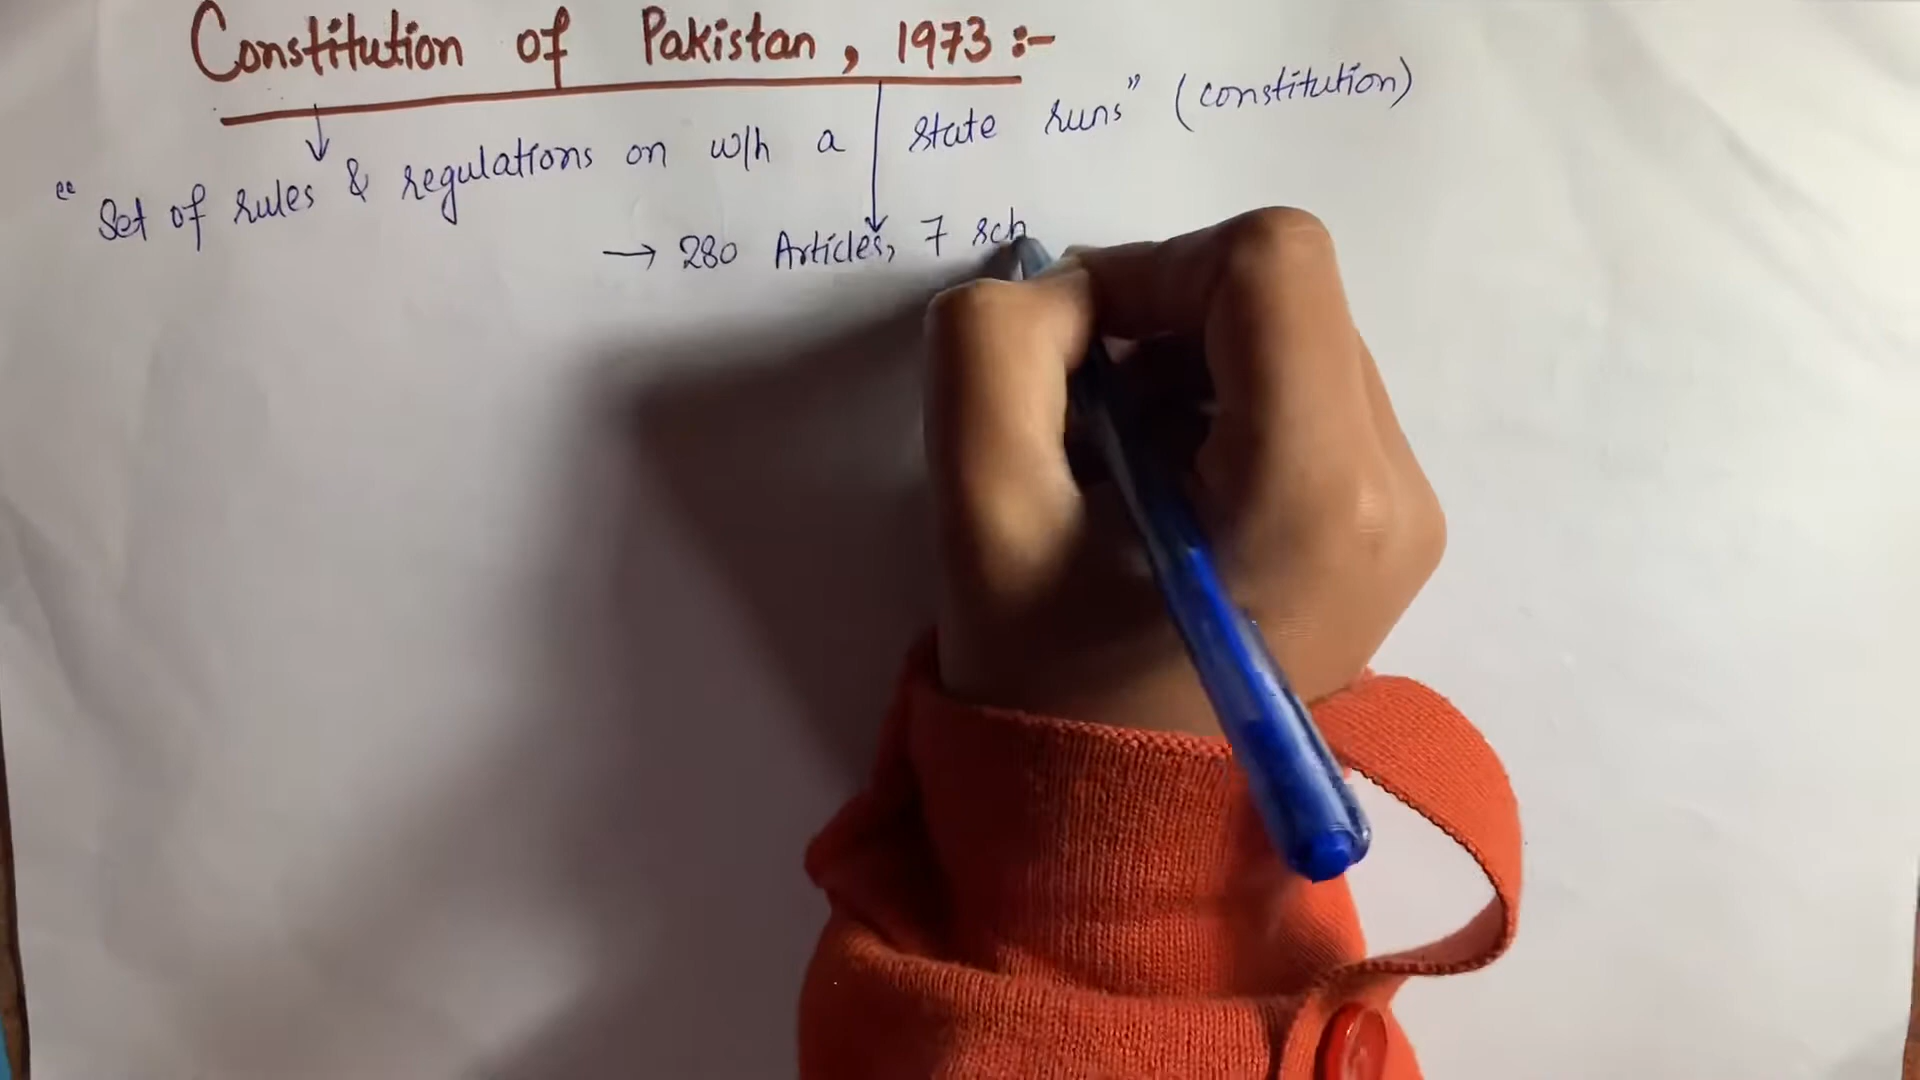 Constitution of Pakistan, 1973 :-
“ Set of rules & regulations on w/h a state runs” (constitution)
→ 280 Articles, 7 sch